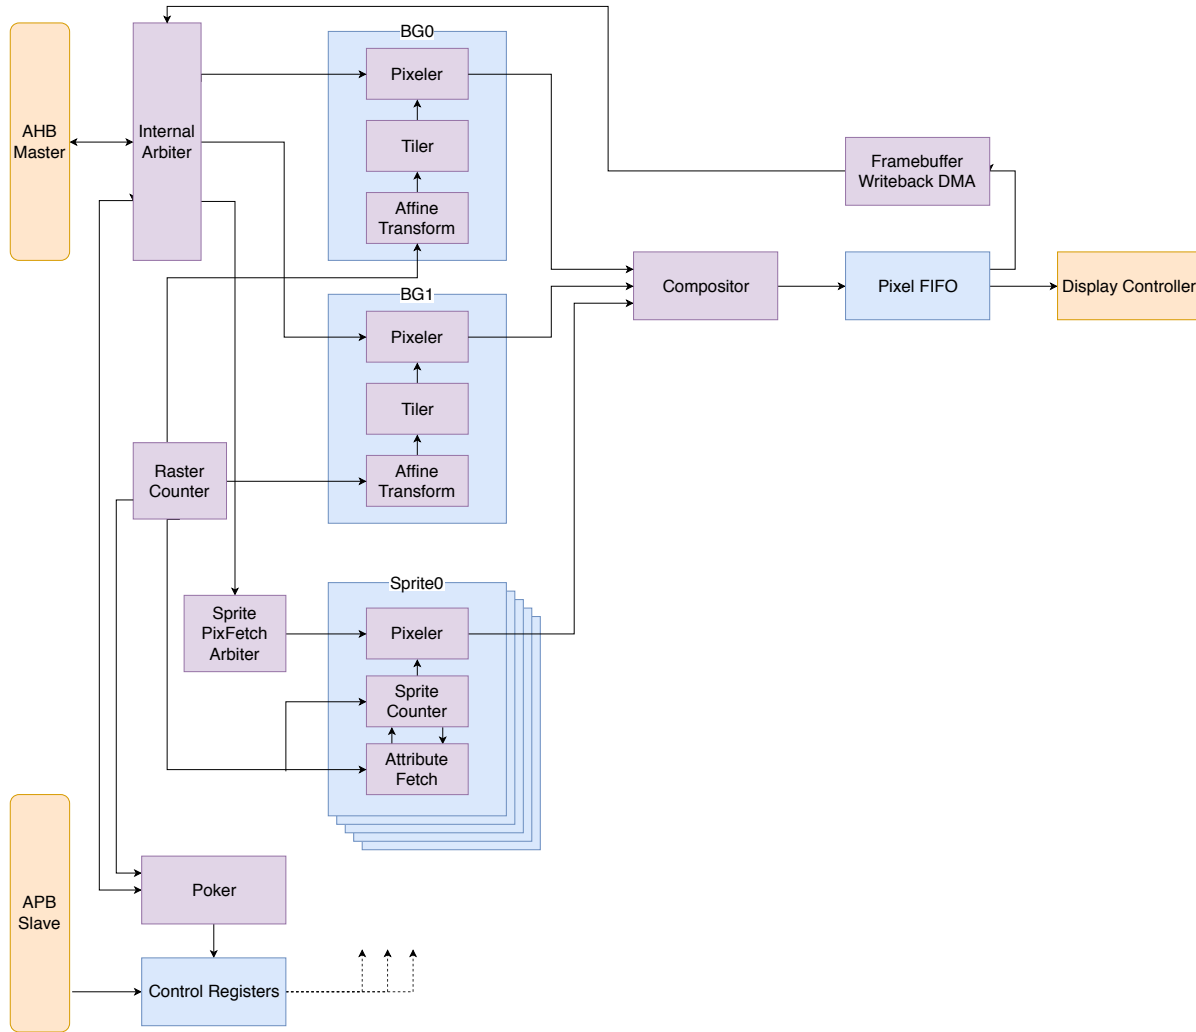 BG0
Pixeler
AHB
Master
Internal
Arbiter
Tiler
Framebuffer
Writeback DMA
Affine
Transform
Compositor
Pixel FIFO
Display Controller
BG1
Pixeler
Tiler
Raster
Counter
Affine
Transform
Sprite0
Sprite
PixFetch
Arbiter
Pixeler
Sprite
Counter
Attribute
Fetch
APB
Slave
Poker
Control Registers